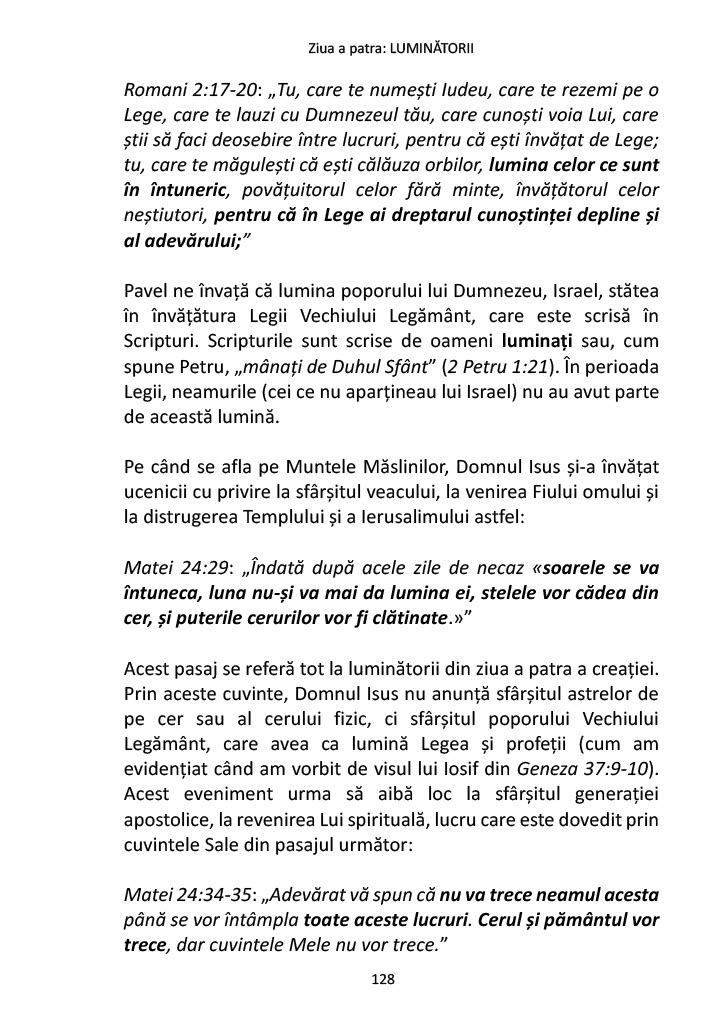 Ziua a patra: LUMINĂTORII
Romani 2:17-20: „Tu, care te numești Iudeu, care te rezemi pe o
Lege, care te lauzi cu Dumnezeul tău, care cunoști voia Lui, care
știi să faci deosebire între lucruri, pentru că ești învățat de Lege;
tu, care te măgulești că ești călăuza orbilor, lumina celor ce sunt
în întuneric, povățuitorul celor fără minte, învățătorul celor
neștiutori, pentru că în Lege ai dreptarul cunoștinței depline și
al adevărului;”
Pavel ne învață că lumina poporului lui Dumnezeu, Israel, stătea
în învățătura Legii Vechiului Legământ, care este scrisă în
Scripturi. Scripturile sunt scrise de oameni luminați sau, cum
spune Petru, „mânați de Duhul Sfânt” (2 Petru 1:21). În perioada
Legii, neamurile (cei ce nu aparțineau lui Israel) nu au avut parte
de această lumină.
Pe când se afla pe Muntele Măslinilor, Domnul Isus și-a învățat
ucenicii cu privire la sfârșitul veacului, la venirea Fiului omului și
la distrugerea Templului și a Ierusalimului astfel:
Matei 24:29: „Îndată după acele zile de necaz «soarele se va
întuneca, luna nu-și va mai da lumina ei, stelele vor cădea din
cer, și puterile cerurilor vor fi clătinate.»”
Acest pasaj se referă tot la luminătorii din ziua a patra a creației.
Prin aceste cuvinte, Domnul Isus nu anunță sfârșitul astrelor de
pe cer sau al cerului fizic, ci sfârșitul poporului Vechiului
Legământ, care avea ca lumină Legea și profeții (cum am
evidențiat când am vorbit de visul lui Iosif din Geneza 37:9-10).
Acest eveniment urma să aibă loc la sfârșitul generației
apostolice, la revenirea Lui spirituală, lucru care este dovedit prin
cuvintele Sale din pasajul următor:
Matei 24:34-35: „Adevărat vă spun că nu va trece neamul acesta
până se vor întâmpla toate aceste lucruri. Cerul și pământul vor
trece, dar cuvintele Mele nu vor trece.”
128